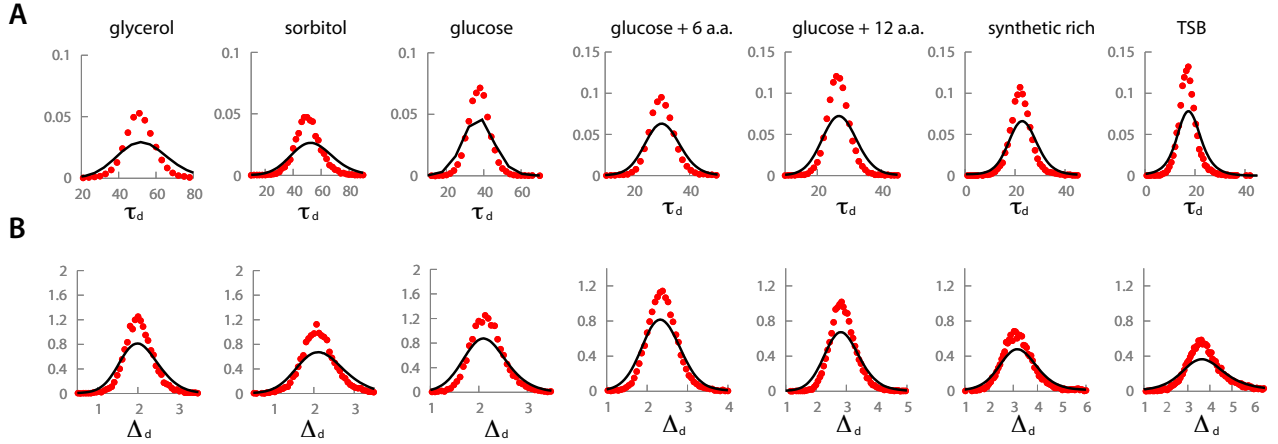 A
glycerol sorbitol glucose glucose + 6 a.a. glucose + 12 a.a. synthetic rich TSB
0.1 0.1 0.1 0.15 0.15 0.15 0.15
0.1 0.1 0.1 0.1
0.05 0.05 0.05 0.05 0.05 0.05 0.05
0 0 0 0 0 0 0
20 40 60 80 20 40 60 80 20 40 60 20 40 20 40 0 20 40 0 20 40
τd τd τd τd τd τd τd
B
2 2 2 1.2 1.2 1.2 1.2
1.6 1.6 1.6 0.8 0.8 0.8 0.8
1.2 1.2 1.2 0.4 0.4 0.4 0.4
0.8 0.8 0.8 0 0 0 0
0.4 0.4 0.4
0 0 0
1 2 3 1 2 3 1 2 3 1 2 3 4 1 2 3 4 5 1 2 3 4 5 6 1 2 3 4 5 6
Δd Δd Δd Δd Δd Δd Δd